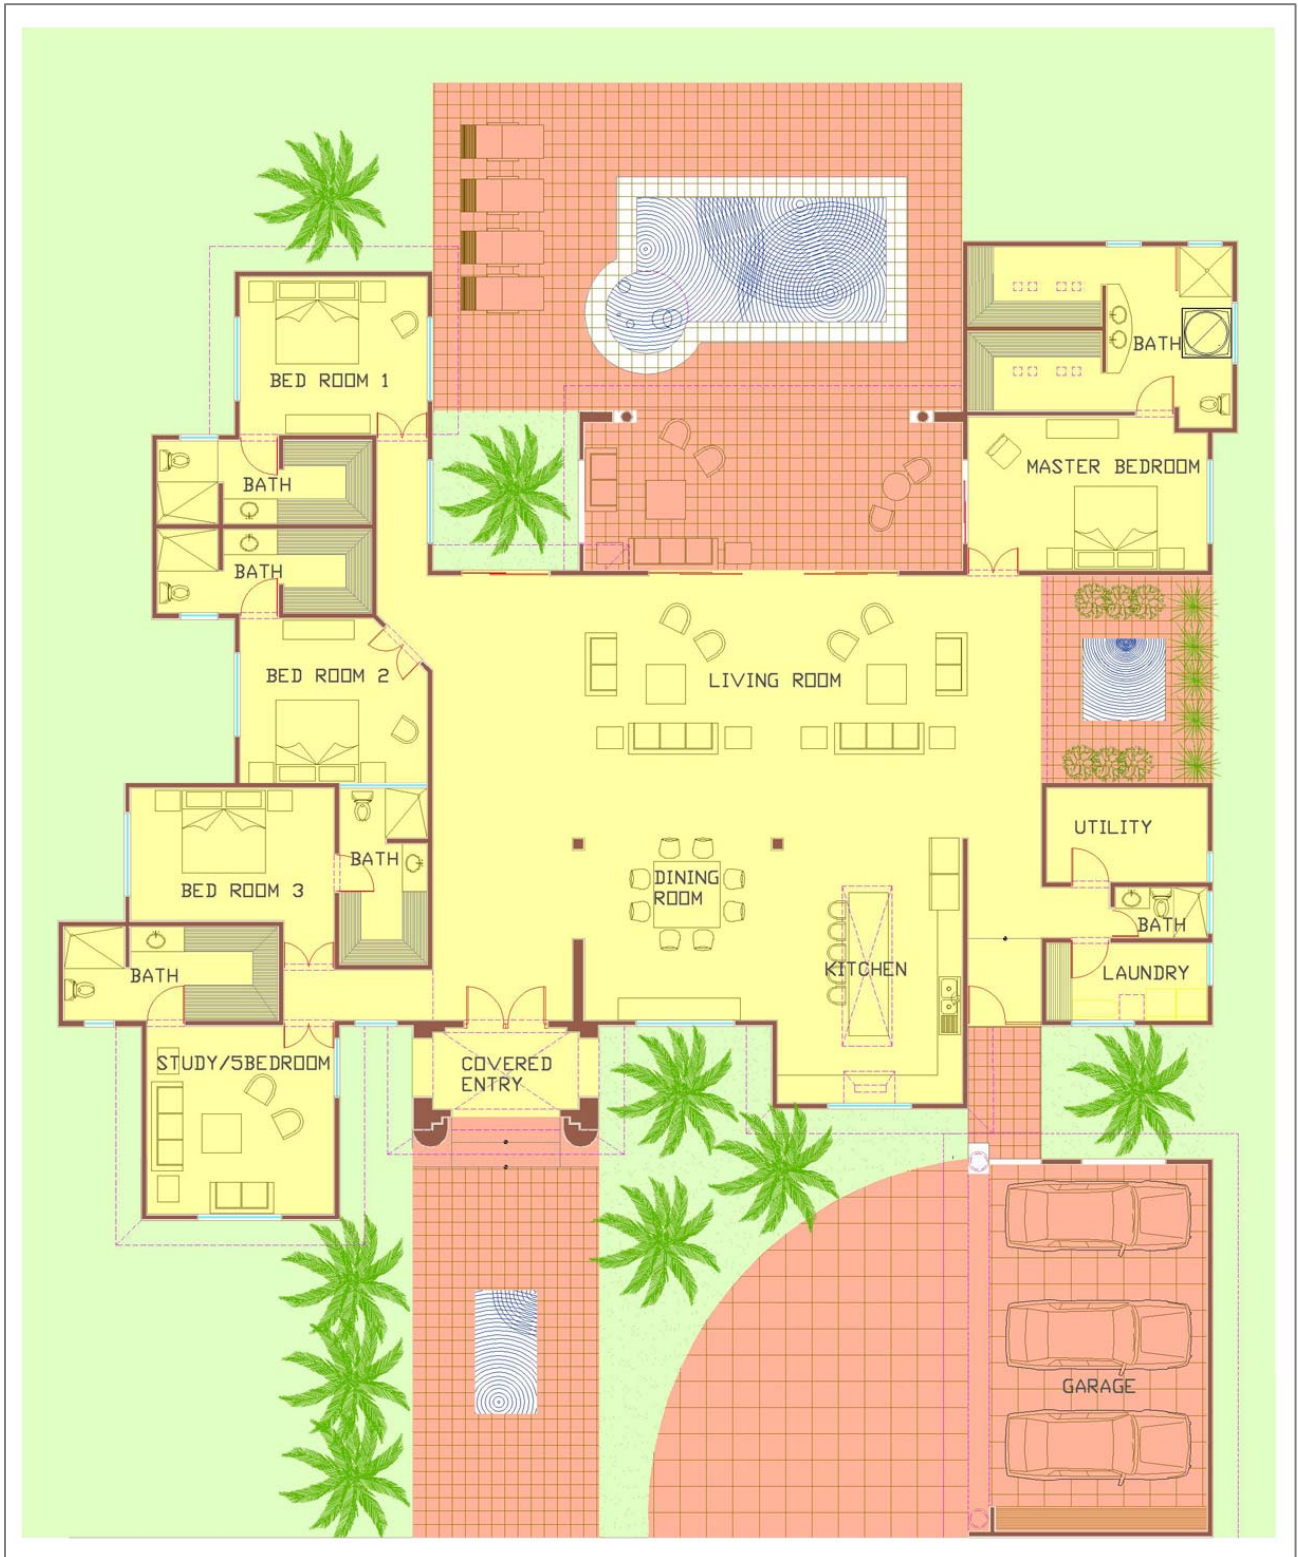 BED ROOM 1
BATH
MASTER BEDROOM
BATH
BATH
BED ROOM 2
LIVING ROOM
UTILITY
BATH
DINING
ROOM
BED ROOM 3
BATH
BATH
KITCHEN
LAUNDRY
STUDY/5BEDROOM
COVERED
ENTRY
GARAGE